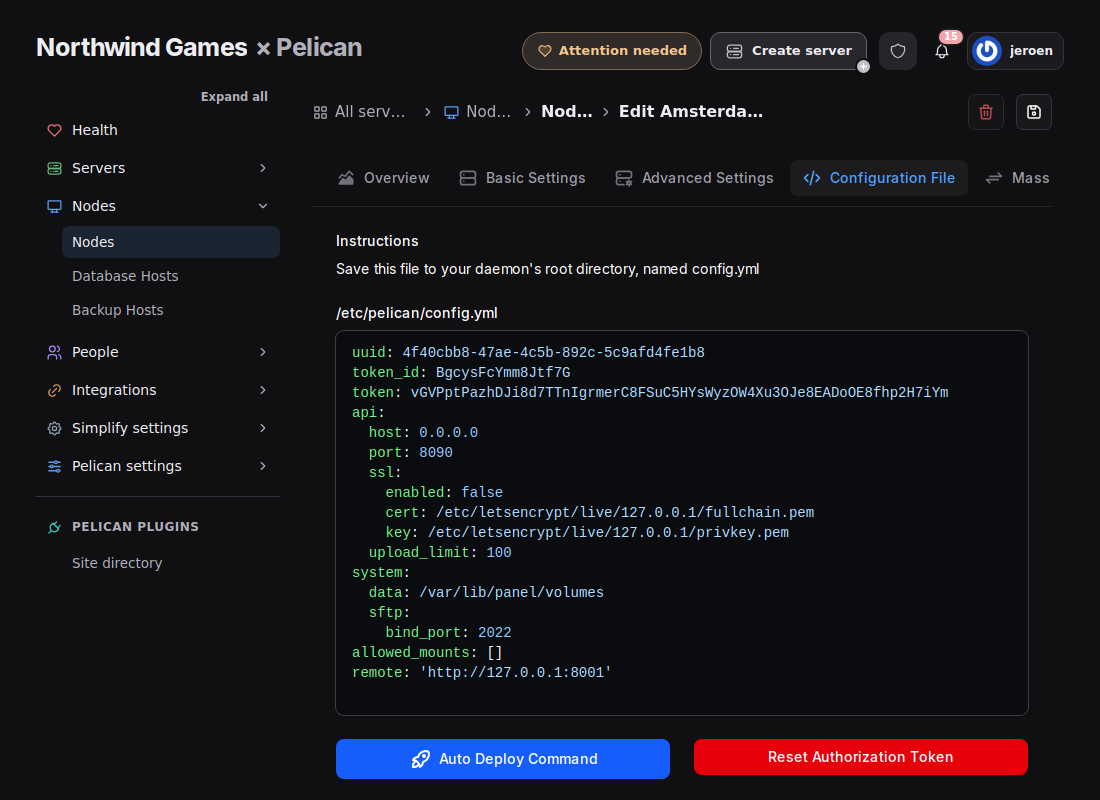 Northwind Games × Pelican
Attention needed
Create server
15
jeroen
Expand all
Health
Servers
Nodes
Nodes
Database Hosts
Backup Hosts
People
Integrations
Simplify settings
Pelican settings
PELICAN PLUGINS
Site directory
All serv... > Nod... > Nod... > Edit Amsterda...
Overview
Basic Settings
Advanced Settings
Configuration File
Mass
Instructions
Save this file to your daemon's root directory, named config.yml
/etc/pelican/config.yml
uuid: 4f40cbb8-47ae-4c5b-892c-5c9afd4fe1b8
token_id: BgcysFcYmm8Jtf7G
token: vGVPptPazhDJi8d7TTnIgrmerC8FSuC5HYsWyzOW4Xu3OJe8EADoOE8fhp2H7iYm
api:
  host: 0.0.0.0
  port: 8090
  ssl:
    enabled: false
    cert: /etc/letsencrypt/live/127.0.0.1/fullchain.pem
    key: /etc/letsencrypt/live/127.0.0.1/privkey.pem
  upload_limit: 100
system:
  data: /var/lib/panel/volumes
  sftp:
    bind_port: 2022
allowed_mounts: []
remote: 'http://127.0.0.1:8001'
Auto Deploy Command
Reset Authorization Token